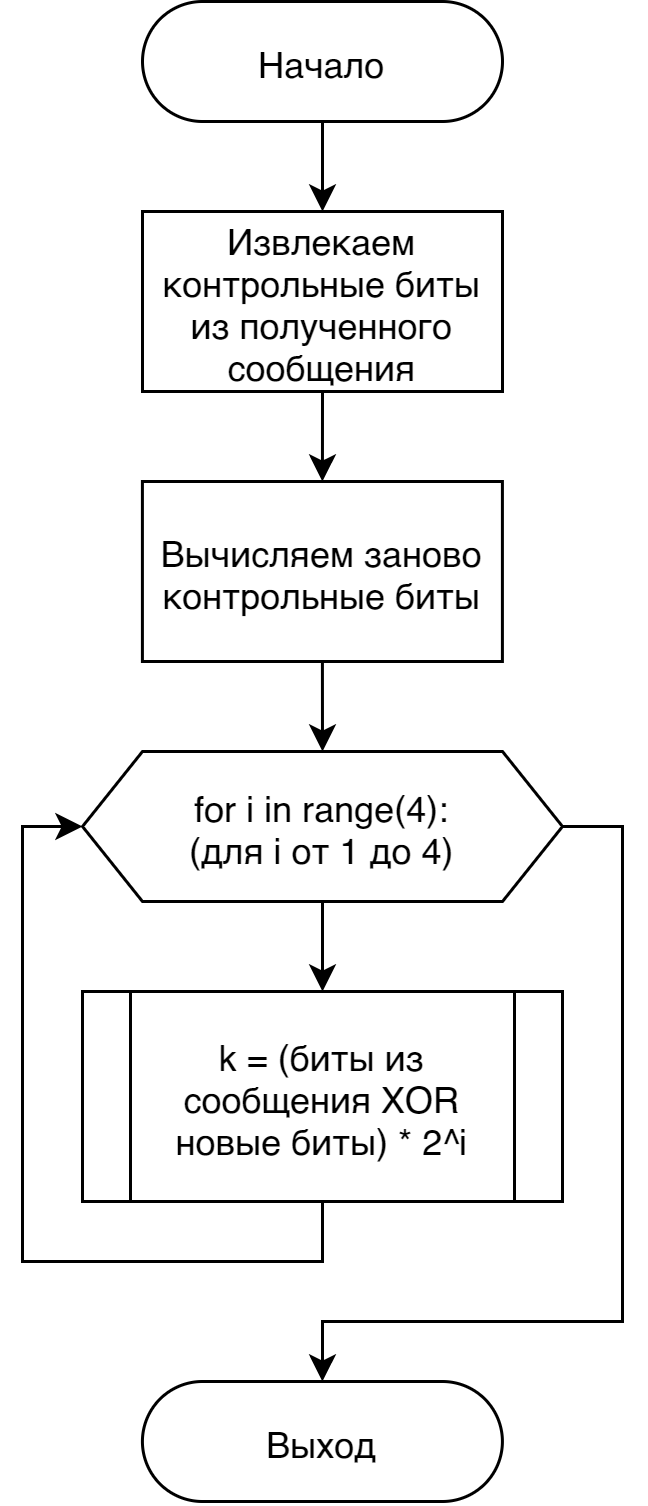 Начало
Извлекаем
контрольные биты
из полученного
сообщения
Вычисляем заново
контрольные биты
for i in range(4):
(для i от 1 до 4)
k = (биты из
сообщения XOR
новые биты) * 2^i
Выход